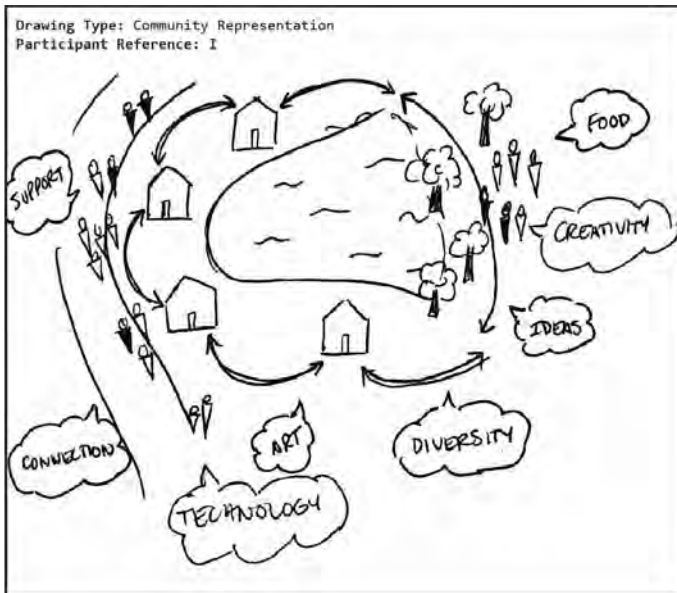 Drawing Type: Community Representation
Participant Reference: I
FOOD
SUPPORT
CREATIVITY
IDEAS
CONNECTION
ART
DIVERSITY
TECHNOLOGY